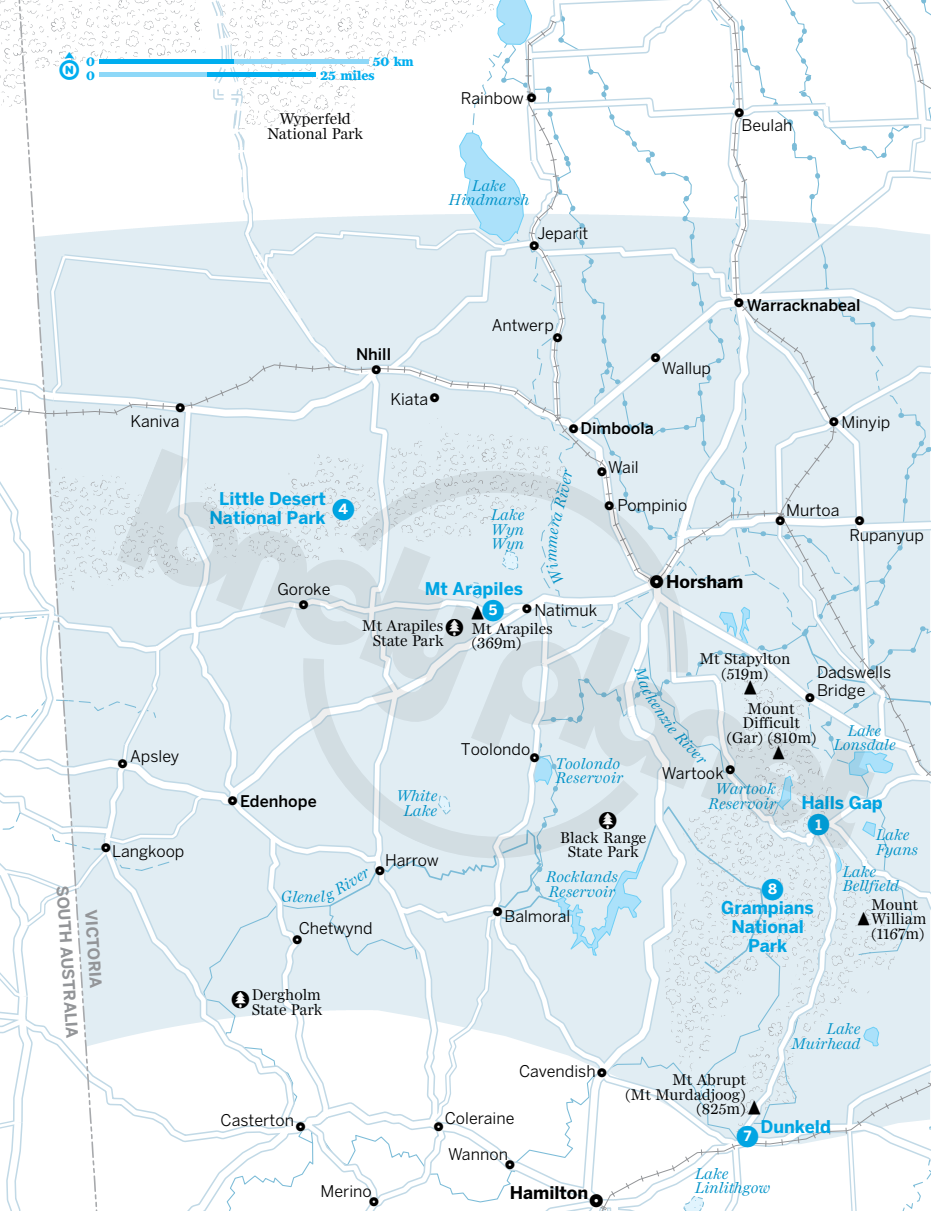 0
50 km
N
0
25 miles
Rainbow
Wyperfeld
National Park
Beulah
Lake
Hindmarsh
Jeparit
Warracknabeal
Antwerp
Nhill
Wallup
Kiata
Kaniva
Dimboola
Minyip
Wail
Little Desert
National Park
4
Pompinio
Wimmera River
Lake
Wyn
Wyn
Murtoa
Rupanyup
Horsham
Goroke
Mt Arapiles
5
Natimuk
Mt Arapiles
State Park
Mt Arapiles
(369m)
lonely planet
Mt Stapylton
(519m)
Dadswells
Bridge
Mackenzie River
Mount
Difficult
(Gar) (810m)
Lake
Lonsdale
Toolondo
Apsley
Toolondo
Reservoir
Wartook
Wartook
Reservoir
Edenhope
White
Lake
Halls Gap
1
Black Range
State Park
Lake
Fyans
Langkoop
Harrow
Rocklands
Reservoir
Lake
Bellfield
Glenelg River
8
Grampians
National
Park
Mount
William
(1167m)
Balmoral
Chetwynd
SOUTH AUSTRALIA
VICTORIA
Dergholm
State Park
Lake
Muirhead
Cavendish
Mt Abrupt
(Mt Murdadjoog)
(825m)
Casterton
Coleraine
7
Dunkeld
Wannon
Lake
Linlithgow
Merino
Hamilton